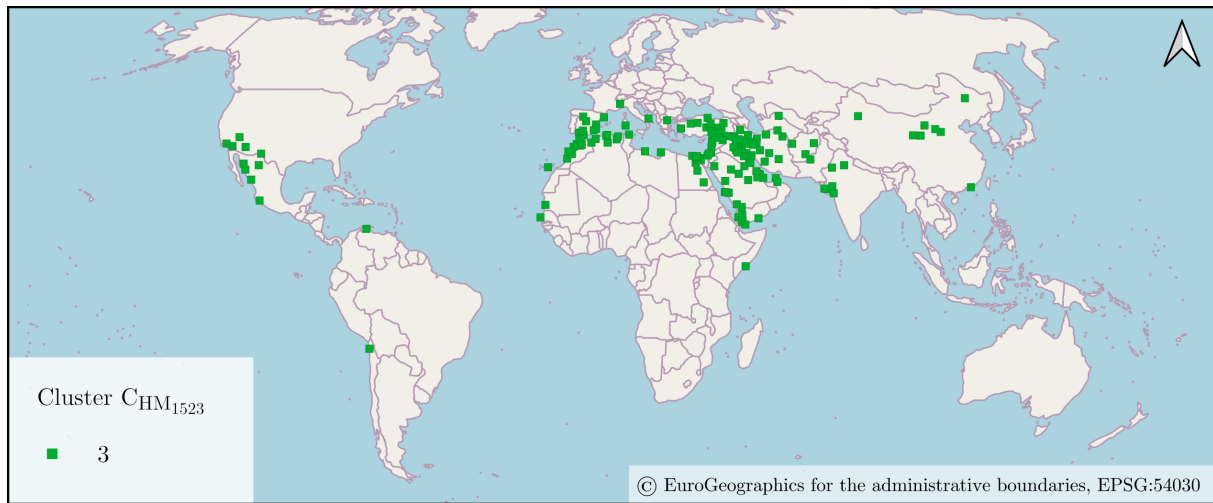 Cluster C_HM_1523
3
© EuroGeographics for the administrative boundaries, EPSG:54030